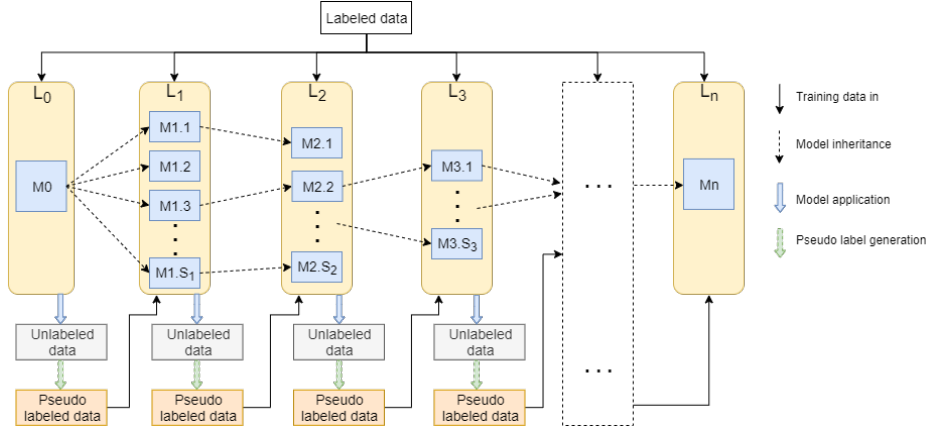 Labeled data
L0
L1
L2
L3
Ln
M0
M1.1
M1.2
M1.3
M1.S1
M2.1
M2.2
M2.S2
M3.1
M3.S3
. . .
Mn
Training data in
Model inheritance
Model application
Pseudo label generation
Unlabeled
data
Unlabeled
data
Unlabeled
data
Unlabeled
data
. . .
Pseudo
labeled data
Pseudo
labeled data
Pseudo
labeled data
Pseudo
labeled data